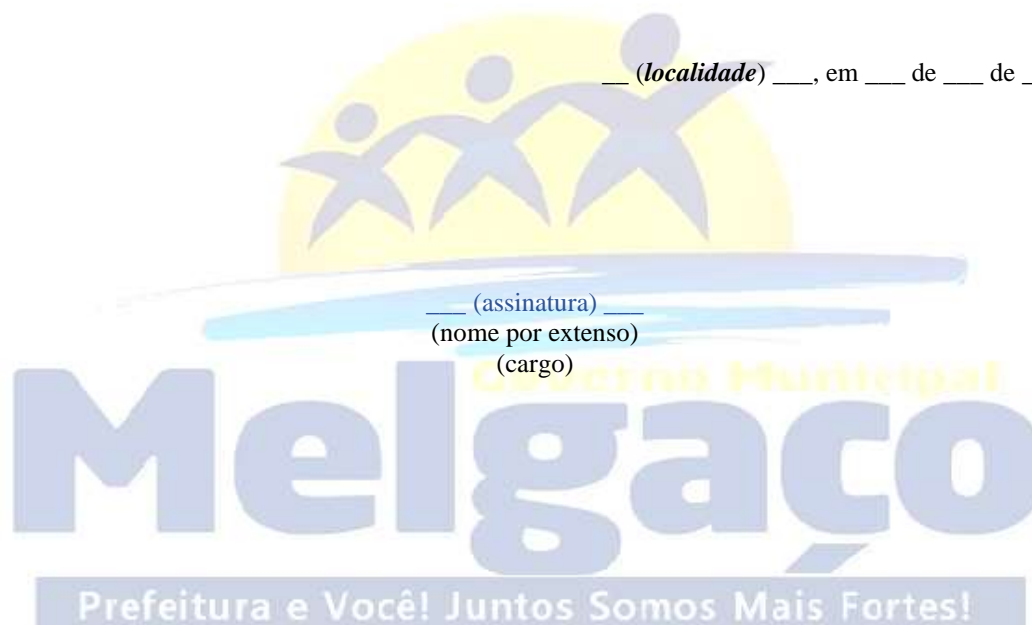 __ (localidade) ___, em ___ de ___ de _
___ (assinatura) ___
(nome por extenso)
(cargo)
Governo Municipal
Melgaço
Prefeitura e Você! Juntos Somos Mais Fortes!